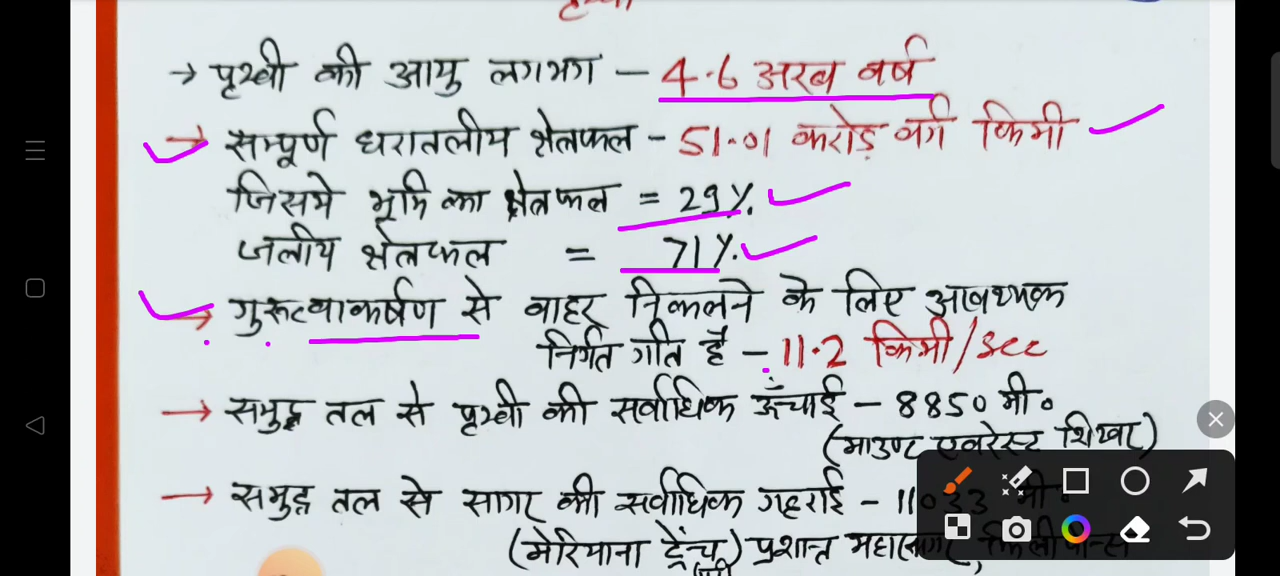 → पृथ्वी की आयु लगभग - 4.6 अरब वर्ष
→ सम्पूर्ण धरातलीय क्षेत्रफल - 51.01 करोड़ वर्ग किमी
जिसमे भूमि का क्षेत्रफल = 29%.
जलीय क्षेत्रफल = 71%.
→ गुरुत्वाकर्षण से बाहर निकलने के लिए आवश्यक
निर्गत गति है - 11.2 किमी/sec
→ समुद्र तल से पृथ्वी की सर्वाधिक ऊँचाई - 8850 मी०
(माउण्ट एवरेस्ट शिखर)
→ समुद्र तल से सागर की सर्वाधिक गहराई - 11033 मी०
(मेरियाना ट्रेंच) प्रशान्त महासागर,